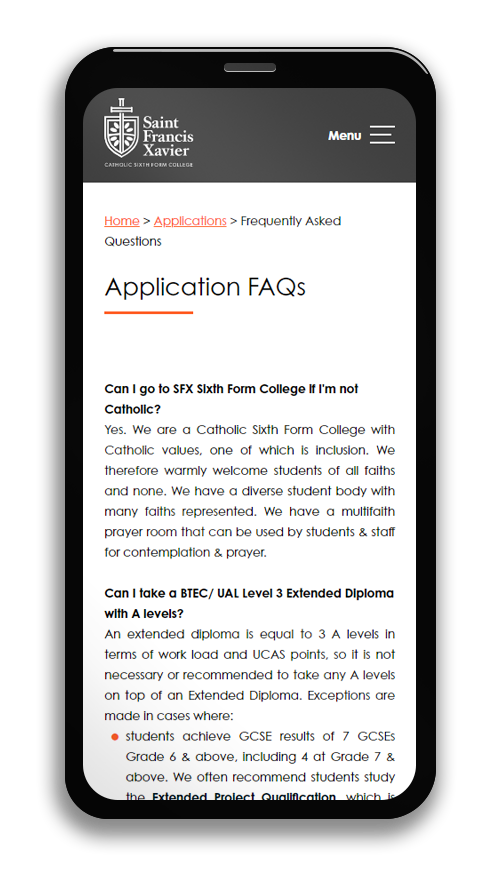 Saint
Francis
Xavier
CATHOLIC SIXTH FORM COLLEGE
Menu
Home > Applications > Frequently Asked
Questions
Application FAQs
Can I go to SFX Sixth Form College if I'm not
Catholic?
Yes. We are a Catholic Sixth Form College with
Catholic values, one of which is inclusion. We
therefore warmly welcome students of all faiths
and none. We have a diverse student body with
many faiths represented. We have a multifaith
prayer room that can be used by students & staff
for contemplation & prayer.
Can I take a BTEC/ UAL Level 3 Extended Diploma
with A levels?
An extended diploma is equal to 3 A levels in
terms of work load and UCAS points, so it is not
necessary or recommended to take any A levels
on top of an Extended Diploma. Exceptions are
made in cases where:
students achieve GCSE results of 7 GCSEs
Grade 6 & above, including 4 at Grade 7 &
above. We often recommend students study
the Extended Project Qualification, which is